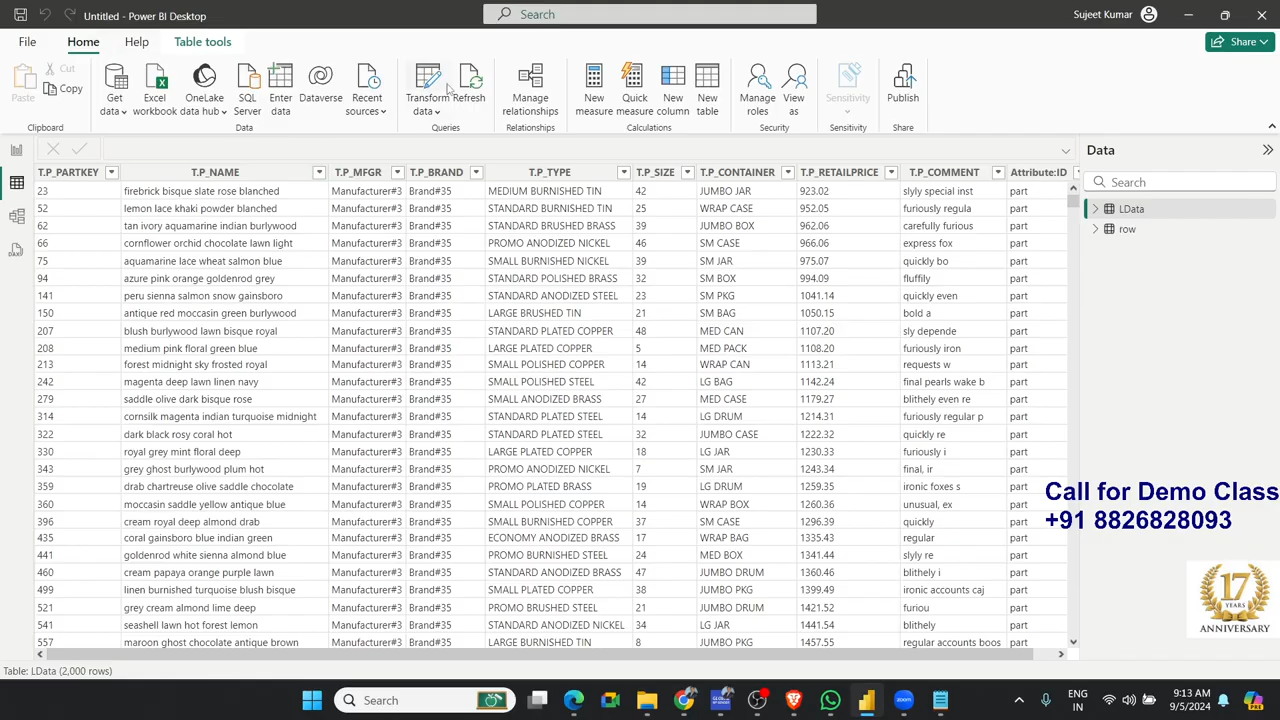 Untitled - Power BI Desktop
Search
Sujeet Kumar
File
Home
Help
Table tools
Share
Paste
Cut
Copy
Clipboard
Get data
Excel workbook
OneLake data hub
SQL Server
Enter data
Dataverse
Recent sources
Data
Transform data
Refresh
Queries
Manage relationships
Relationships
New measure
Quick measure
New column
New table
Calculations
Manage roles
View as
Security
Sensitivity
Sensitivity
Publish
Share
T.P_PARTKEY T.P_NAME T.P_MFGR T.P_BRAND T.P_TYPE T.P_SIZE T.P_CONTAINER T.P_RETAILPRICE T.P_COMMENT Attribute:ID
23 firebrick bisque slate rose blanched Manufacturer#3 Brand#35 MEDIUM BURNISHED TIN 42 JUMBO JAR 923.02 slyly special inst part
52 lemon lace khaki powder blanched Manufacturer#3 Brand#35 STANDARD BURNISHED TIN 25 WRAP CASE 952.05 furiously regula part
62 tan ivory aquamarine indian burlywood Manufacturer#3 Brand#35 STANDARD BRUSHED BRASS 39 JUMBO BOX 962.06 carefully furious part
66 cornflower orchid chocolate lawn light Manufacturer#3 Brand#35 PROMO ANODIZED NICKEL 46 SM CASE 966.06 express fox part
75 aquamarine lace wheat salmon blue Manufacturer#3 Brand#35 SMALL BURNISHED NICKEL 39 SM JAR 975.07 quickly bo part
94 azure pink orange goldenrod grey Manufacturer#3 Brand#35 STANDARD POLISHED BRASS 32 SM BOX 994.09 fluffily part
141 peru sienna salmon snow gainsboro Manufacturer#3 Brand#35 STANDARD ANODIZED STEEL 23 SM PKG 1041.14 quickly even part
150 antique red moccasin green burlywood Manufacturer#3 Brand#35 LARGE BRUSHED TIN 21 SM BAG 1050.15 bold a part
207 blush burlywood lawn bisque royal Manufacturer#3 Brand#35 STANDARD PLATED COPPER 48 MED CAN 1107.20 sly depende part
208 medium pink floral green blue Manufacturer#3 Brand#35 LARGE PLATED COPPER 5 MED PACK 1108.20 furiously iron part
213 forest midnight sky frosted royal Manufacturer#3 Brand#35 SMALL POLISHED COPPER 14 WRAP CAN 1113.21 requests w part
242 magenta deep lawn linen navy Manufacturer#3 Brand#35 SMALL POLISHED STEEL 42 LG BAG 1142.24 final pearls wake b part
279 saddle olive dark bisque rose Manufacturer#3 Brand#35 SMALL ANODIZED BRASS 27 MED CASE 1179.27 blithely even re part
314 cornsilk magenta indian turquoise midnight Manufacturer#3 Brand#35 STANDARD PLATED STEEL 14 LG DRUM 1214.31 furiously regular p part
322 dark black rosy coral hot Manufacturer#3 Brand#35 STANDARD PLATED STEEL 32 JUMBO CASE 1222.32 quickly re part
330 royal grey mint floral deep Manufacturer#3 Brand#35 LARGE PLATED COPPER 18 LG JAR 1230.33 furiously i part
343 grey ghost burlywood plum hot Manufacturer#3 Brand#35 PROMO ANODIZED NICKEL 7 SM JAR 1243.34 final, ir part
359 drab chartreuse olive saddle chocolate Manufacturer#3 Brand#35 PROMO PLATED BRASS 19 LG DRUM 1259.35 ironic foxes s part
360 moccasin saddle yellow antique blue Manufacturer#3 Brand#35 SMALL POLISHED COPPER 14 WRAP BOX 1260.36 unusual, ex part
396 cream royal deep almond drab Manufacturer#3 Brand#35 SMALL BURNISHED COPPER 37 SM CASE 1296.39 quickly part
435 coral gainsboro blue indian green Manufacturer#3 Brand#35 ECONOMY ANODIZED BRASS 17 WRAP BAG 1335.43 regular part
441 goldenrod white sienna almond blue Manufacturer#3 Brand#35 PROMO BURNISHED STEEL 24 MED BOX 1341.44 slyly re part
460 cream papaya orange purple lawn Manufacturer#3 Brand#35 STANDARD ANODIZED BRASS 47 JUMBO DRUM 1360.46 blithely i part
499 linen burnished turquoise blush bisque Manufacturer#3 Brand#35 SMALL PLATED COPPER 38 JUMBO PKG 1399.49 ironic accounts caj part
521 grey cream almond lime deep Manufacturer#3 Brand#35 PROMO BRUSHED STEEL 21 JUMBO DRUM 1421.52 furiou part
541 seashell lawn hot forest lemon Manufacturer#3 Brand#35 STANDARD ANODIZED NICKEL 34 LG JAR 1441.54 blithely part
557 maroon ghost chocolate antique brown Manufacturer#3 Brand#35 LARGE BURNISHED TIN 8 JUMBO PKG 1457.55 regular accounts boos part
Data
Search
LData
row
Call for Demo Class
+91 8826828093
17
YEARS
ANNIVERSARY
Table: LData (2,000 rows)
Search
ENG
IN
9:13 AM
9/5/2024